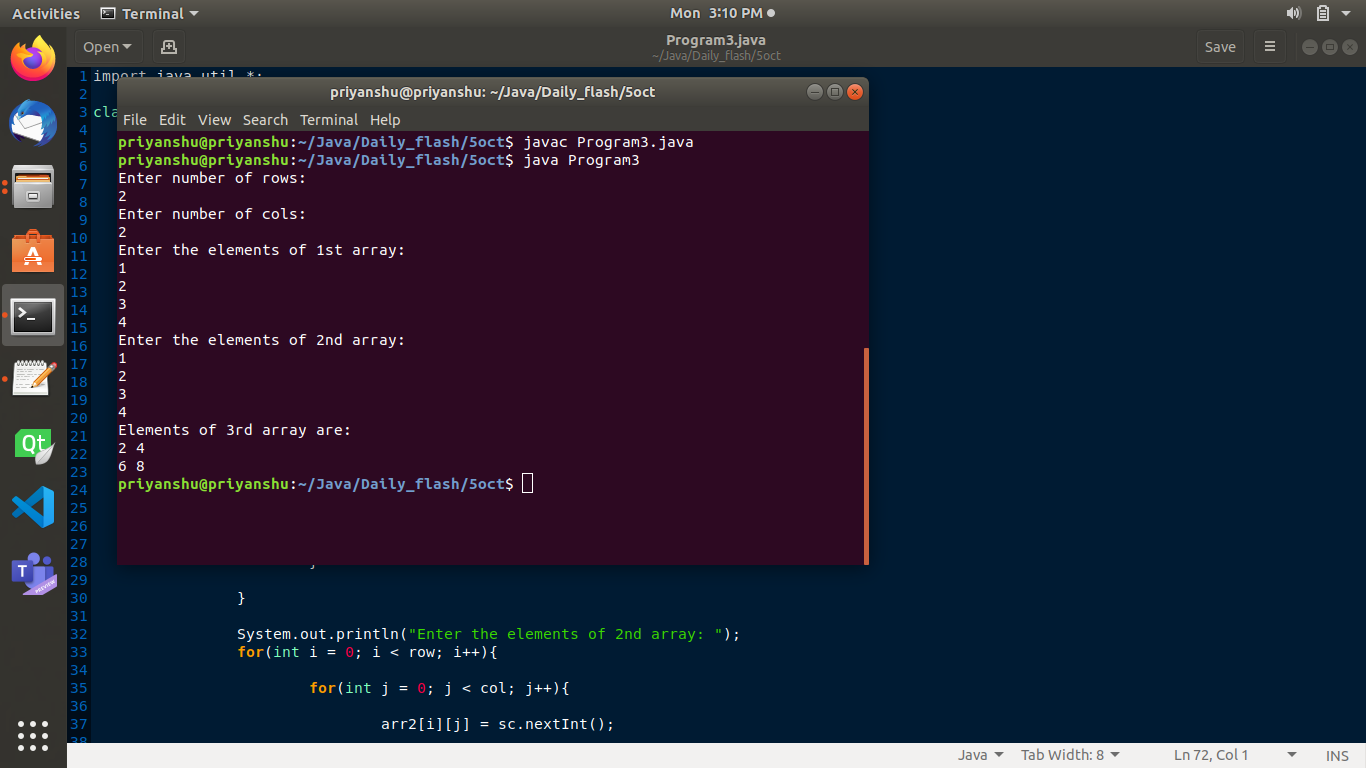 Activities Terminal Mon 3:10 PM
Open Program3.java Save
~/Java/Daily_flash/5oct
1 import java.util.*;
2
3 cla
4
5
6
7
8
9
10
11
12
13
14
15
16
17
18
19
20
21
22
23
24
25
26
27
28
29
30 }
31
32 System.out.println("Enter the elements of 2nd array: ");
33 for(int i = 0; i < row; i++){
34
35 for(int j = 0; j < col; j++){
36
37 arr2[i][j] = sc.nextInt();
38
priyanshu@priyanshu: ~/Java/Daily_flash/5oct
File Edit View Search Terminal Help
priyanshu@priyanshu:~/Java/Daily_flash/5oct$ javac Program3.java
priyanshu@priyanshu:~/Java/Daily_flash/5oct$ java Program3
Enter number of rows:
2
Enter number of cols:
2
Enter the elements of 1st array:
1
2
3
4
Enter the elements of 2nd array:
1
2
3
4
Elements of 3rd array are:
2 4
6 8
priyanshu@priyanshu:~/Java/Daily_flash/5oct$
Qt
T
PREVIEW
Java Tab Width: 8 Ln 72, Col 1 INS